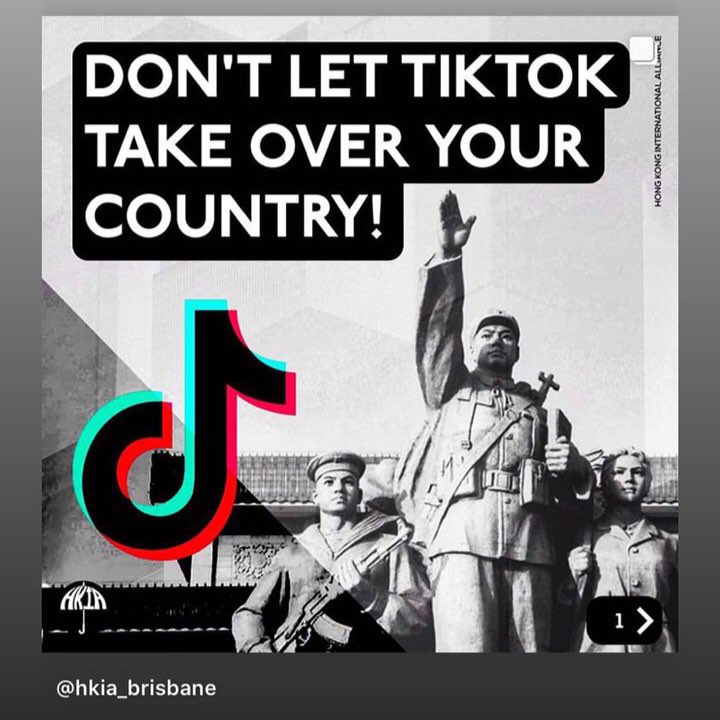 DON'T LET TIKTOK
TAKE OVER YOUR
COUNTRY!
HONG KONG INTERNATIONAL ALLIANCE
HKIA
1
@hkia_brisbane